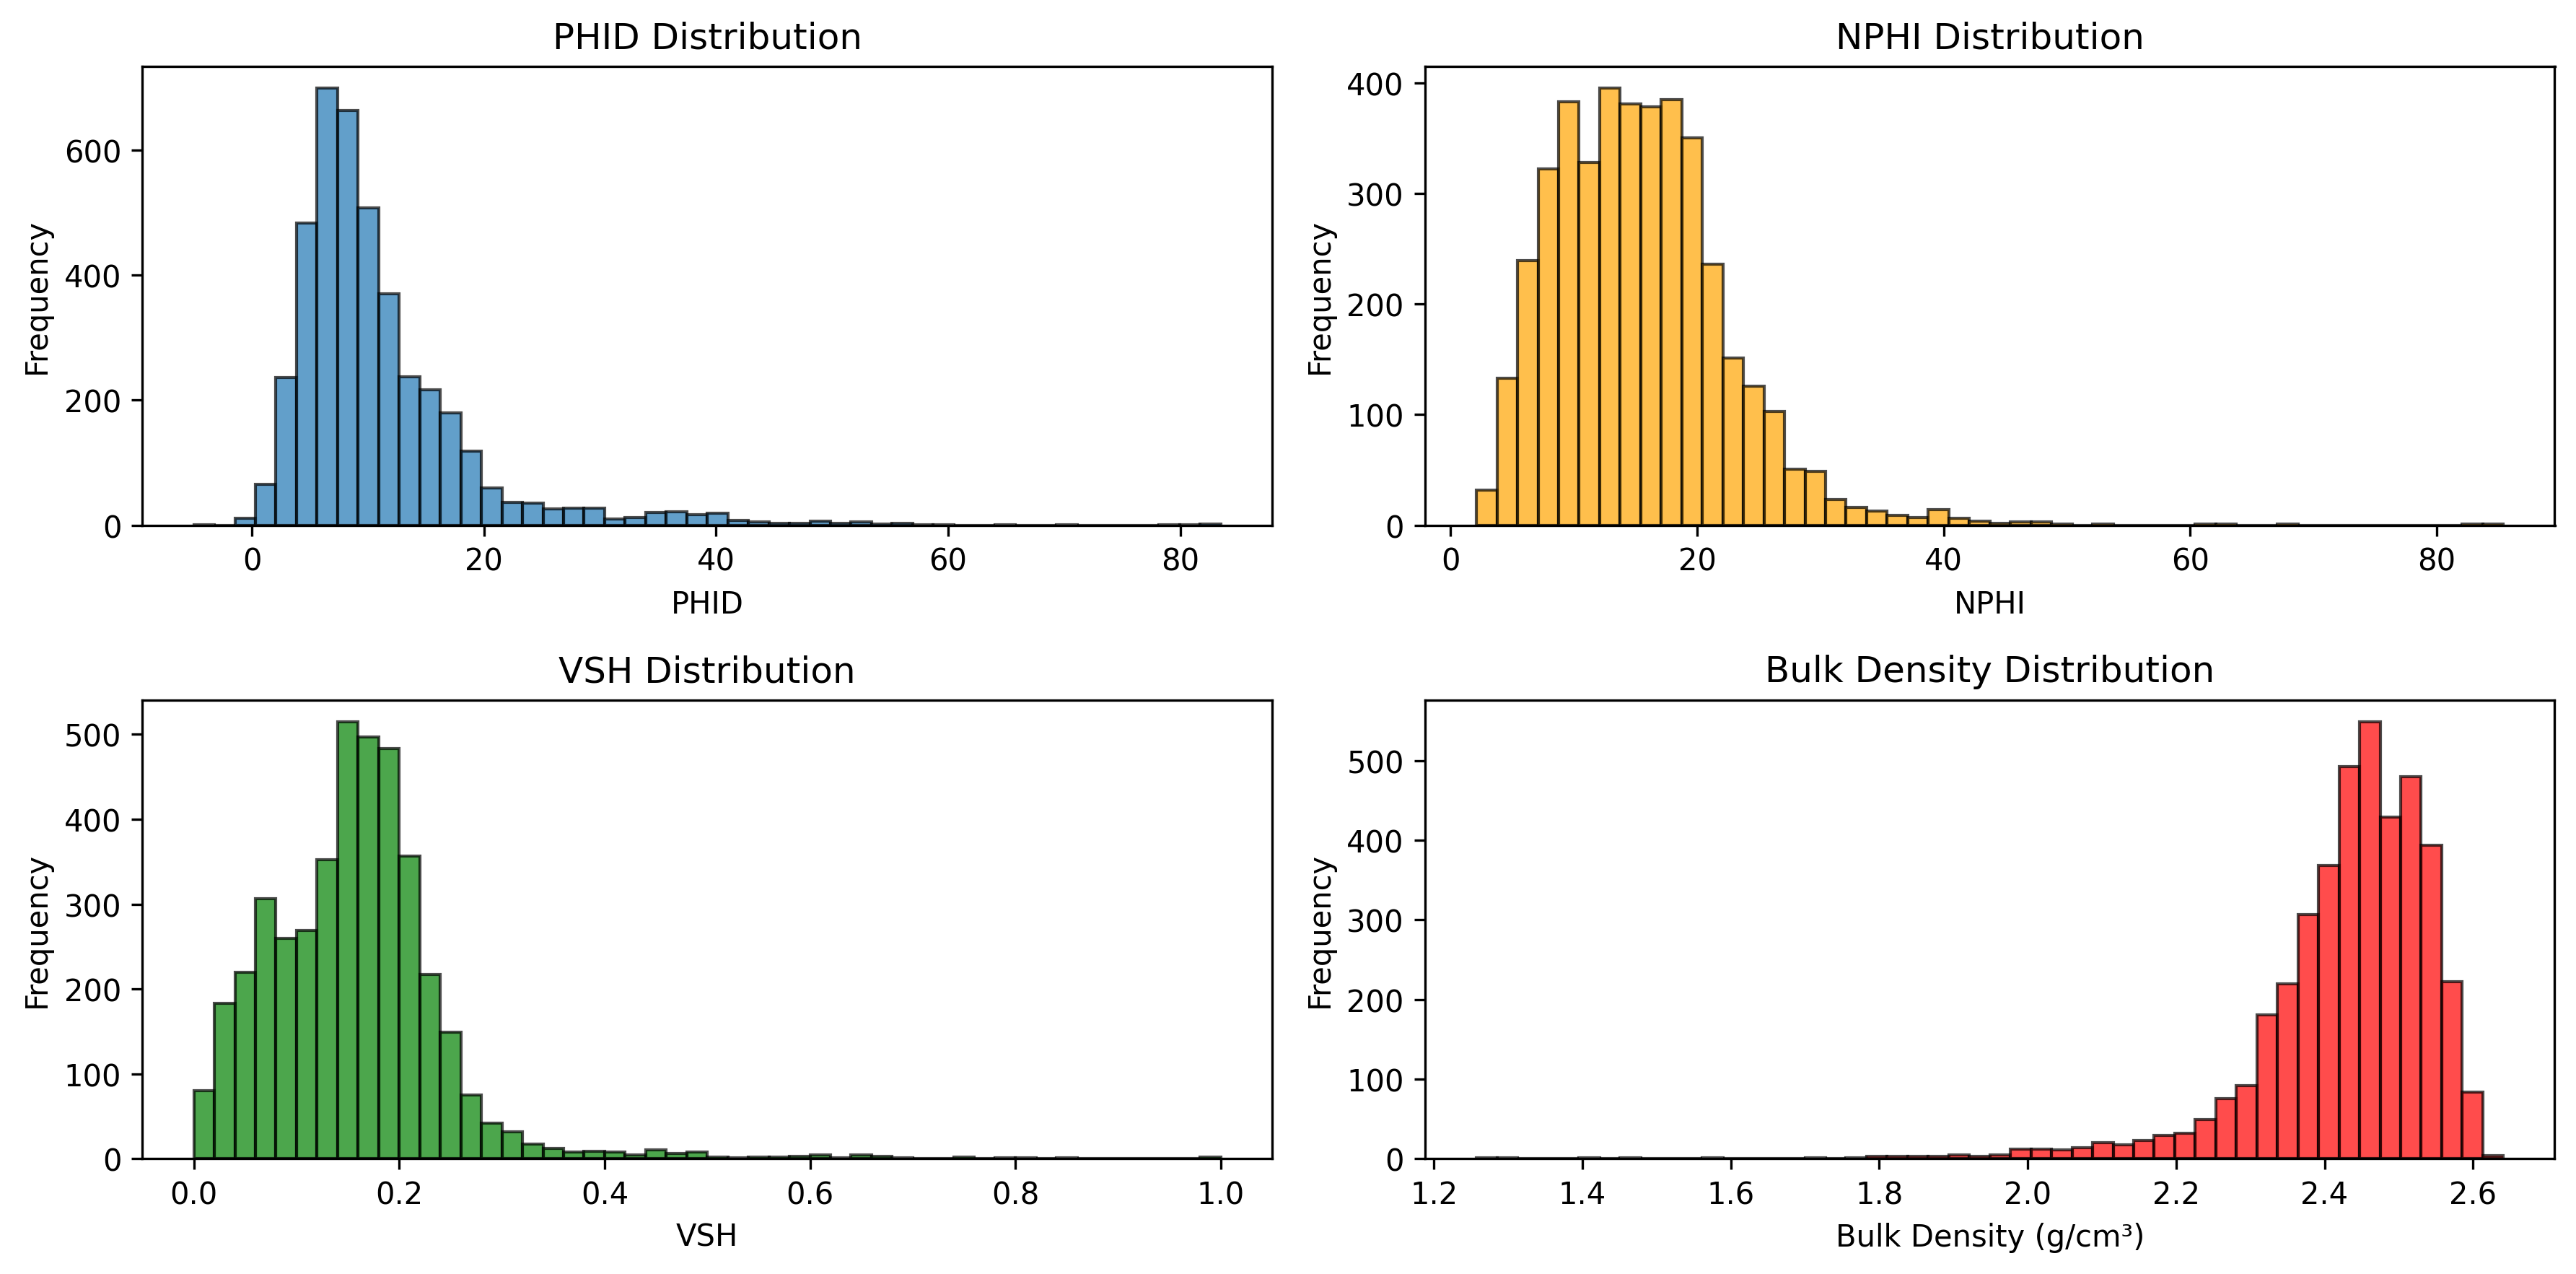 PHID Distribution
Frequency
0
200
400
600
0 20 40 60 80
PHID
NPHI Distribution
Frequency
0
100
200
300
400
0 20 40 60 80
NPHI
VSH Distribution
Frequency
0
100
200
300
400
500
0.0 0.2 0.4 0.6 0.8 1.0
VSH
Bulk Density Distribution
Frequency
0
100
200
300
400
500
1.2 1.4 1.6 1.8 2.0 2.2 2.4 2.6
Bulk Density (g/cm³)